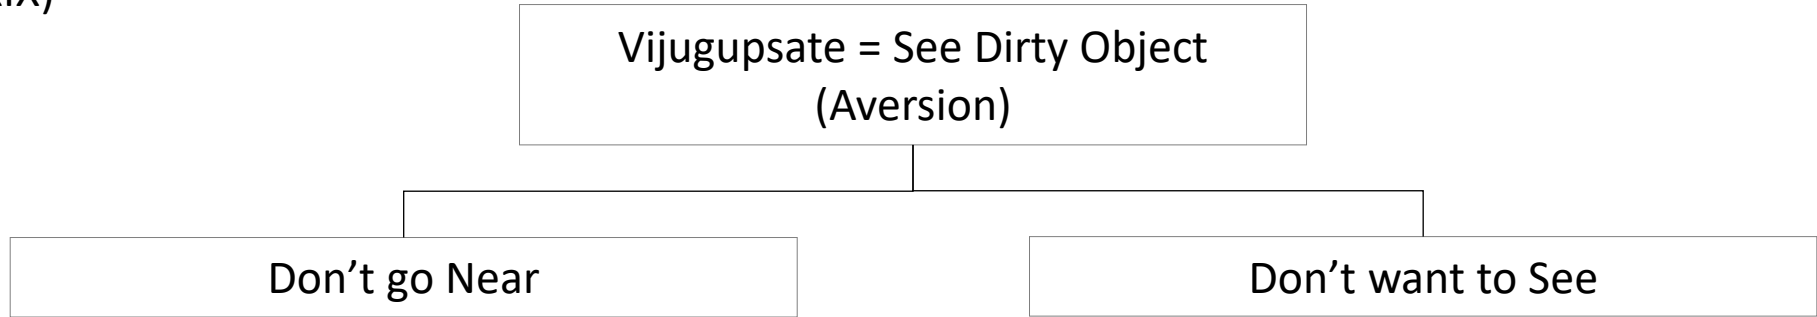 Vijugupsate = See Dirty Object
(Aversion)
Don’t go Near
Don’t want to See